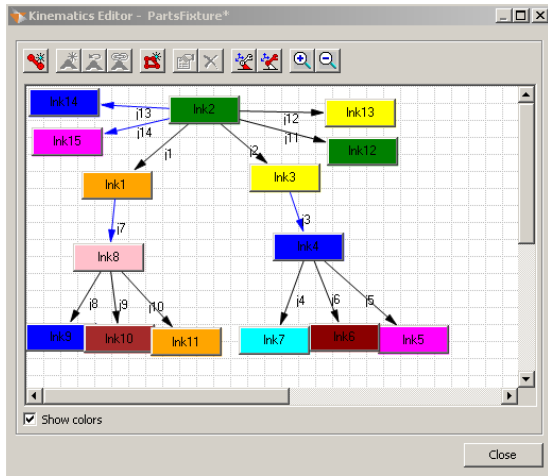 Kinematics Editor - PartsFixture*
lnk14
j13
lnk2
j12
lnk13
lnk15
j14
j11
lnk12
j1
j2
lnk1
lnk3
j7
j3
lnk8
lnk4
j8
j9
j10
j4
j6
j5
lnk9
lnk10
lnk11
lnk7
lnk6
lnk5
Show colors
Close